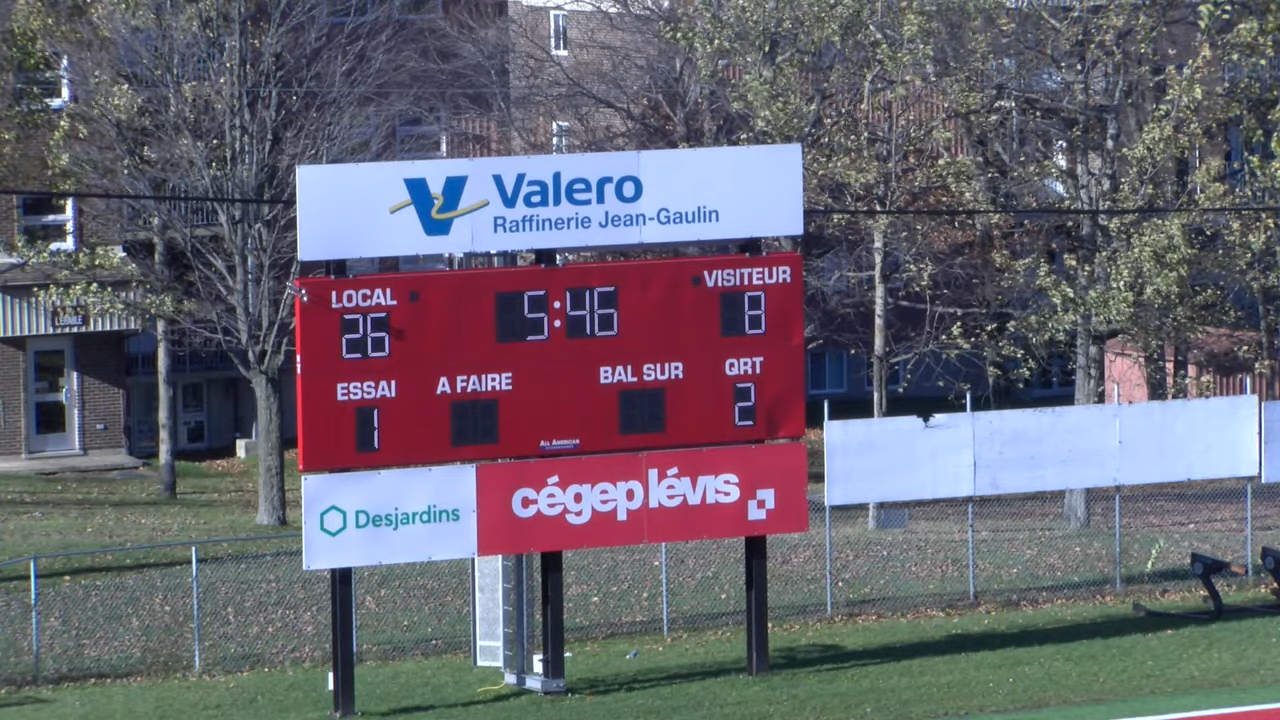 Valero
Raffinerie Jean-Gaulin
LOCAL
VISITEUR
26
5:46
8
ESSAI
A FAIRE
BAL SUR
QRT
1
2
ALL AMERICAN
Desjardins
cégep lévis